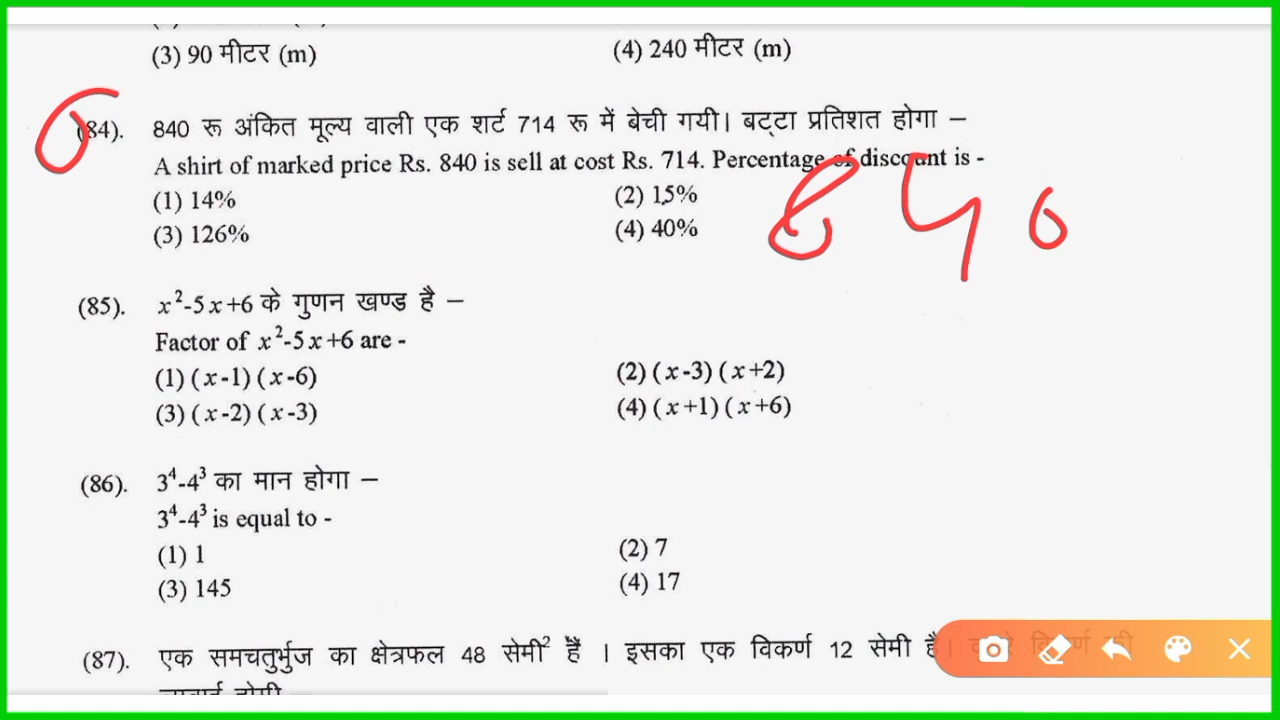 (3) 90 मीटर (m)
(4) 240 मीटर (m)
(84). 840 रू अंकित मूल्य वाली एक शर्ट 714 रू में बेची गयी। बट्टा प्रतिशत होगा –
A shirt of marked price Rs. 840 is sell at cost Rs. 714. Percentage of discount is -
(1) 14%
(2) 15%
(3) 126%
(4) 40%
840
(85). x²-5x+6 के गुणन खण्ड है –
Factor of x²-5x+6 are -
(1) (x-1) (x-6)
(2) (x-3) (x+2)
(3) (x-2) (x-3)
(4) (x+1) (x+6)
(86). 3⁴-4³ का मान होगा –
3⁴-4³ is equal to -
(1) 1
(2) 7
(3) 145
(4) 17
(87). एक समचतुर्भुज का क्षेत्रफल 48 सेमी² है । इसका एक विकर्ण 12 सेमी है।